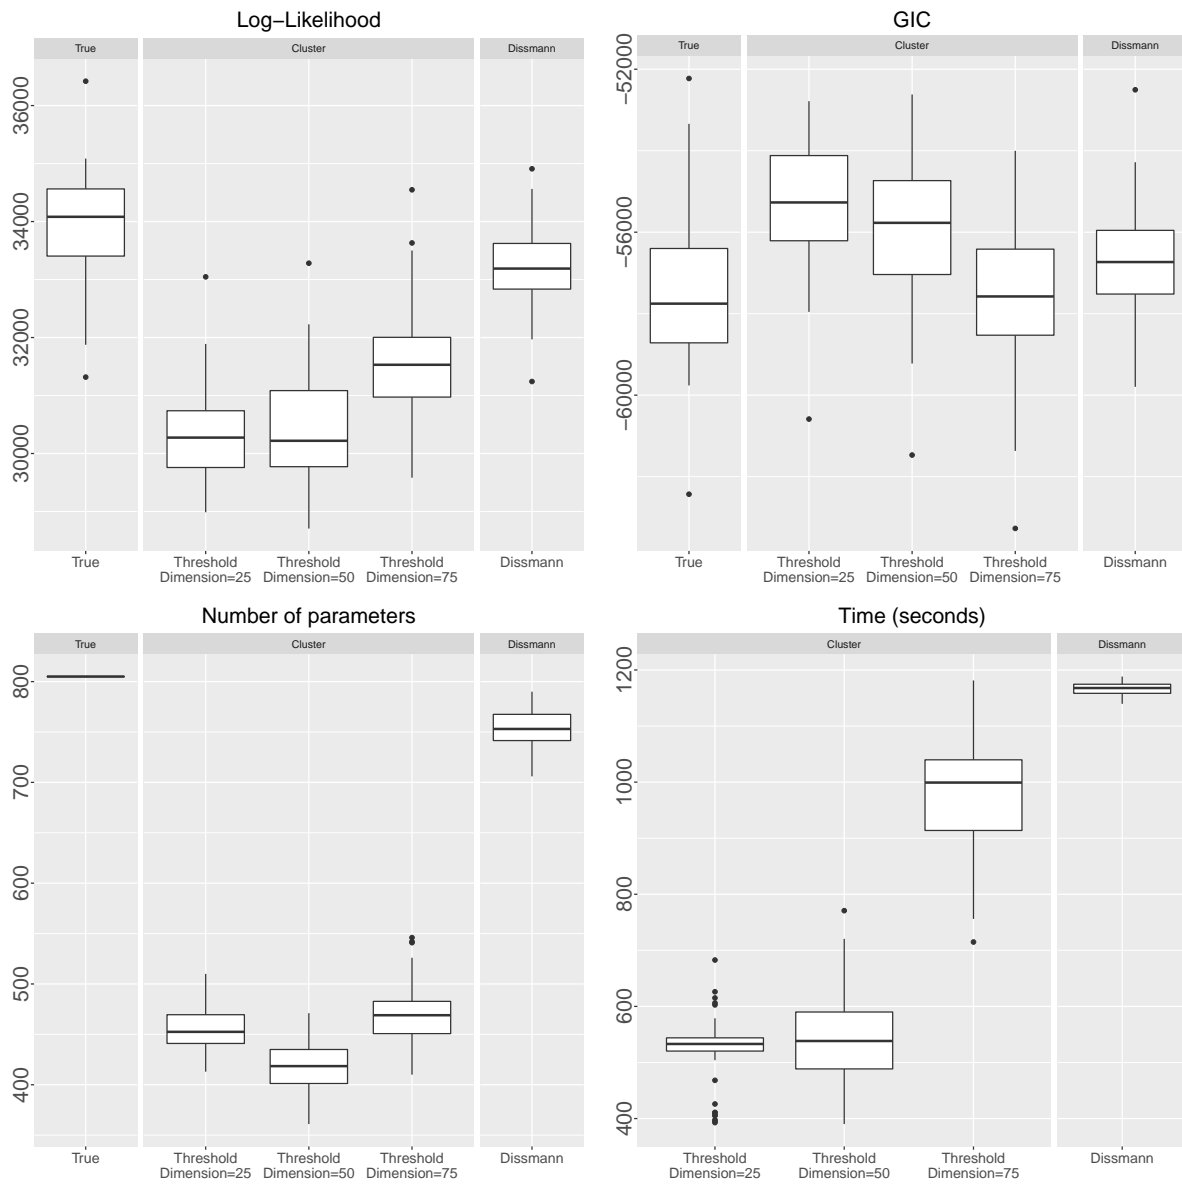 Log−Likelihood
True
Cluster
Dissmann
36000
34000
32000
30000
True
Threshold
Dimension=25
Threshold
Dimension=50
Threshold
Dimension=75
Dissmann
GIC
True
Cluster
Dissmann
−52000
−56000
−60000
True
Threshold
Dimension=25
Threshold
Dimension=50
Threshold
Dimension=75
Dissmann
Number of parameters
True
Cluster
Dissmann
800
700
600
500
400
True
Threshold
Dimension=25
Threshold
Dimension=50
Threshold
Dimension=75
Dissmann
Time (seconds)
Cluster
Dissmann
1200
1000
800
600
400
Threshold
Dimension=25
Threshold
Dimension=50
Threshold
Dimension=75
Dissmann